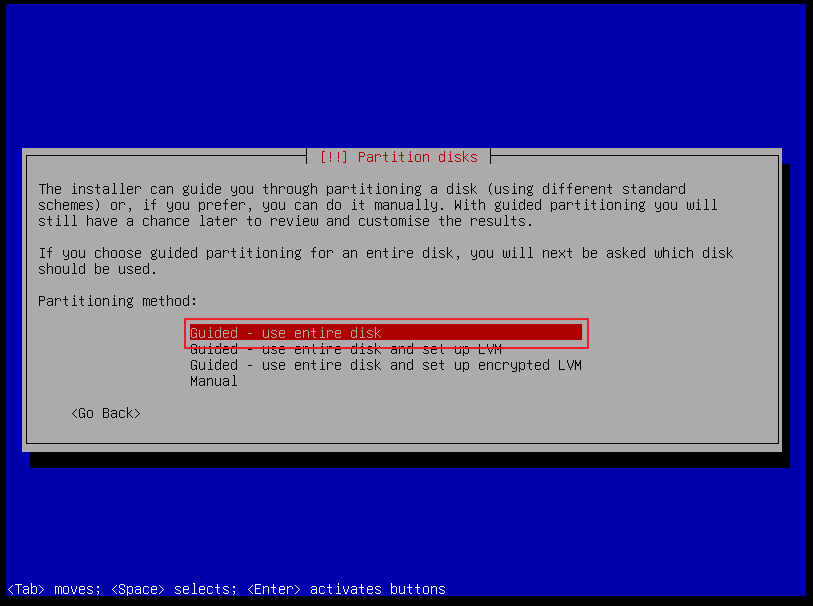 [!!] Partition disks
The installer can guide you through partitioning a disk (using different standard
schemes) or, if you prefer, you can do it manually. With guided partitioning you will
still have a chance later to review and customise the results.
If you choose guided partitioning for an entire disk, you will next be asked which disk
should be used.
Partitioning method:
Guided - use entire disk
Guided - use entire disk and set up LVM
Guided - use entire disk and set up encrypted LVM
Manual
<Go Back>
<Tab> moves; <Space> selects; <Enter> activates buttons